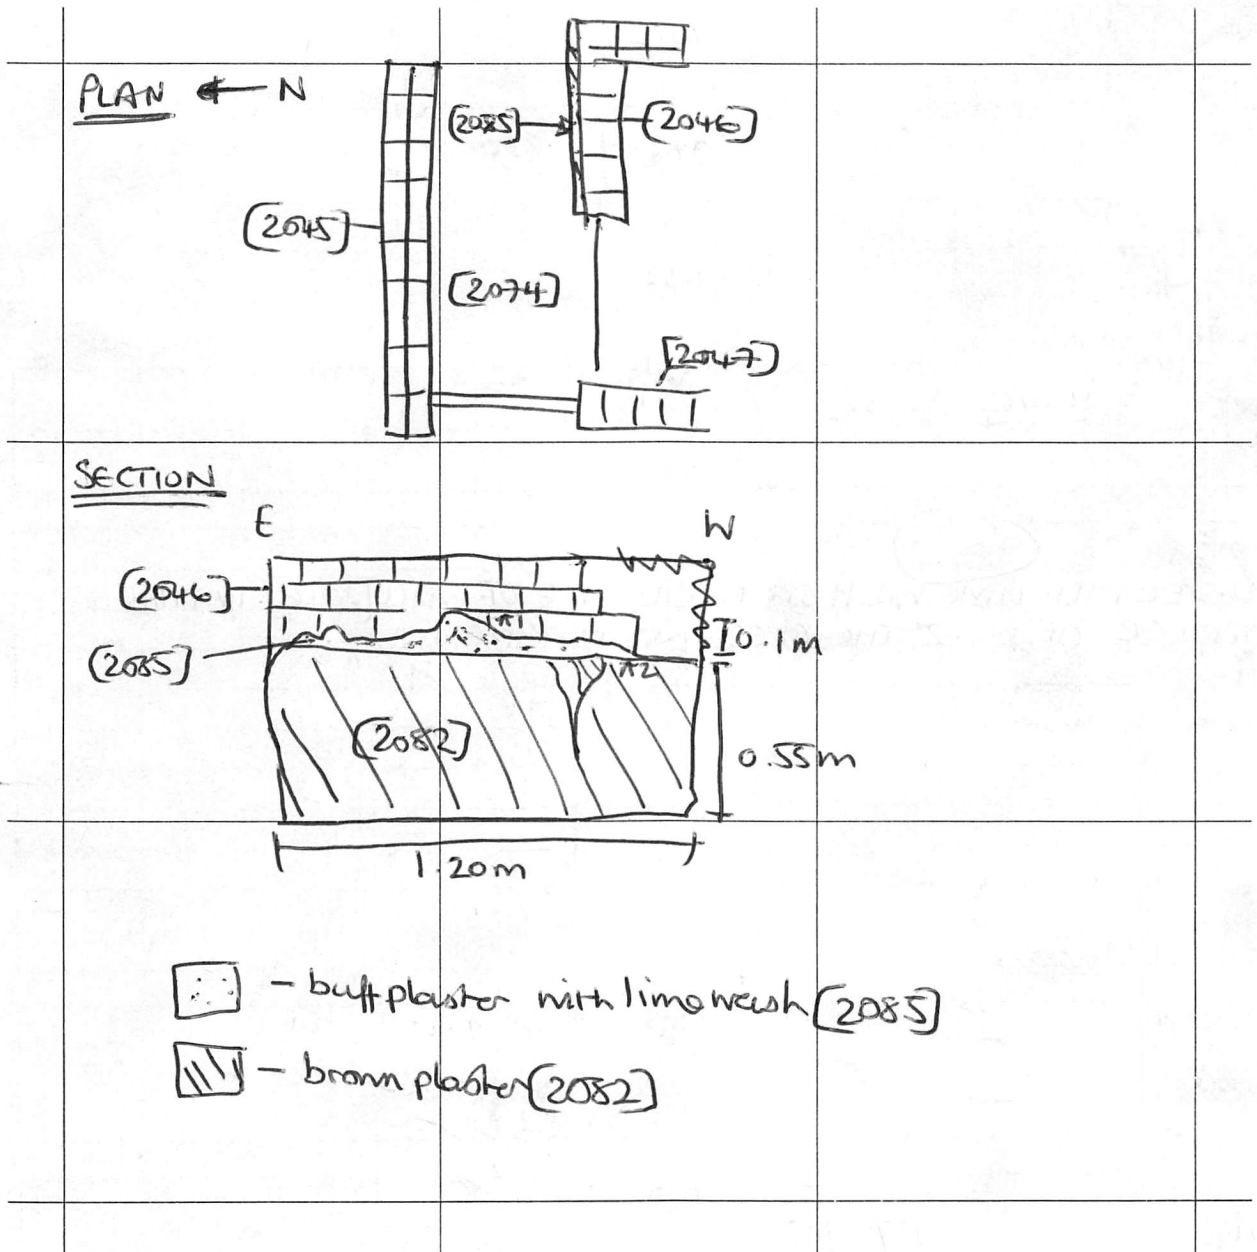 PLAN ← N
(2085)
(2046)
(2045)
(2074)
(2047)
SECTION
E
W
(2046)
(2085)
0.1m
(2082)
0.55m
1.20m
- buff plaster with limewash (2085)
- brown plaster (2082)